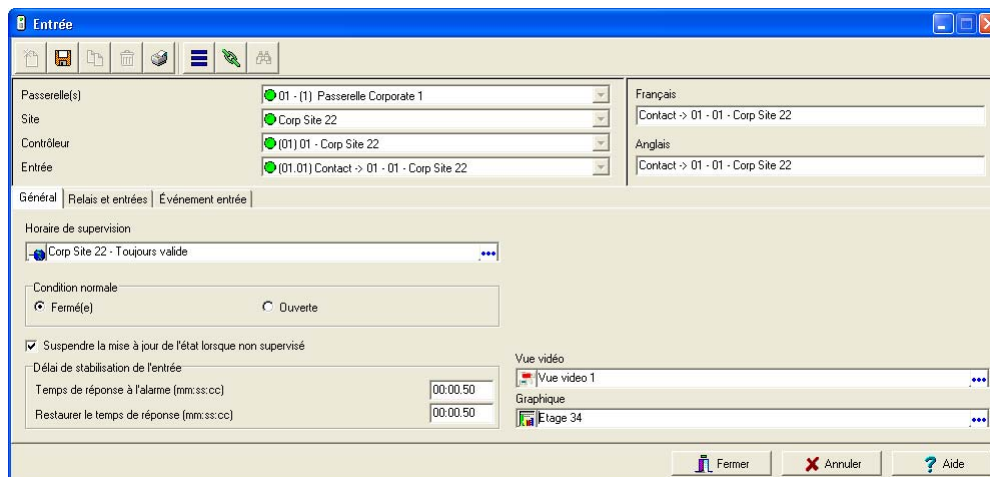 Entrée
Passerelle(s)
01 - (1) Passerelle Corporate 1
Site
Corp Site 22
Contrôleur
(01) 01 - Corp Site 22
Entrée
(01.01) Contact -> 01 - 01 - Corp Site 22
Français
Contact -> 01 - 01 - Corp Site 22
Anglais
Contact -> 01 - 01 - Corp Site 22
Général
Relais et entrées
Événement entrée
Horaire de supervision
Corp Site 22 - Toujours valide
Condition normale
Fermé(e)
Ouverte
Suspendre la mise à jour de l'état lorsque non supervisé
Délai de stabilisation de l'entrée
Temps de réponse à l'alarme (mm:ss:cc)
00:00.50
Restaurer le temps de réponse (mm:ss:cc)
00:00.50
Vue vidéo
Vue video 1
Graphique
Etage 34
Fermer
Annuler
Aide